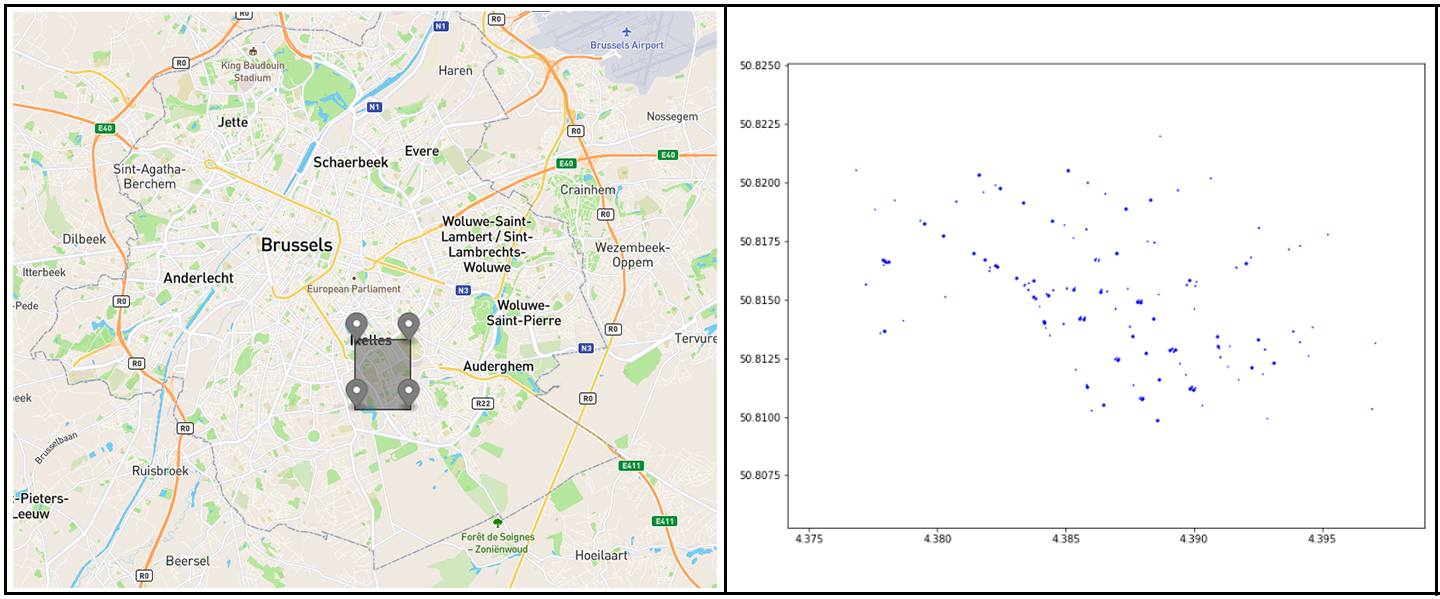 R0
N1
R0
Brussels Airport
R0
King Baudouin
Stadium
Haren
N1
Nossegem
Jette
E40
R0
Schaerbeek
Evere
E40
E40
Sint-Agatha-
Berchem
Crainhem
R0
Woluwe-Saint-
Lambert / Sint-
Lambrechts-
Woluwe
Dilbeek
Brussels
Wezembeek-
Oppem
Itterbeek
Anderlecht
European Parliament
N3
-Pede
R0
Woluwe-
Saint-Pierre
R0
Tervure
Ixelles
N3
R0
Auderghem
eek
R22
R0
R0
Brusselbaan
Ruisbroek
E411
-Pieters-
Leeuw
E411
Forêt de Soignes
– Zoniënwoud
Hoeilaart
Beersel
R0
50.8250
50.8225
50.8200
50.8175
50.8150
50.8125
50.8100
50.8075
4.375
4.380
4.385
4.390
4.395